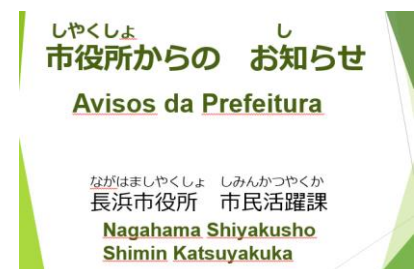 しやくしょ し
市役所からの お知らせ
Avisos da Prefeitura
ながはましやくしょ しみんかつやくか
長浜市役所 市民活躍課
Nagahama Shiyakusho
Shimin Katsuyakuka